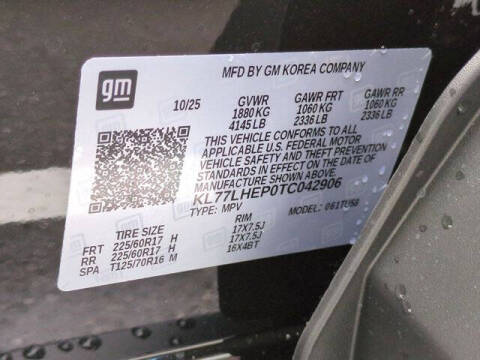 gm
MFD BY GM KOREA COMPANY
10/25 GVWR GAWR FRT GAWR RR
1880 KG 1060 KG 1060 KG
4145 LB 2336 LB 2336 LB
THIS VEHICLE CONFORMS TO ALL
APPLICABLE U.S. FEDERAL MOTOR
VEHICLE SAFETY AND THEFT PREVENTION
STANDARDS IN EFFECT ON THE DATE OF
MANUFACTURE SHOWN ABOVE.
KL77LHEP0TC042906
TYPE: MPV MODEL: 061TU58
TIRE SIZE RIM
FRT 225/60R17 H 17X7.5J
RR 225/60R17 H 17X7.5J
SPA T125/70R16 M 16X4BT